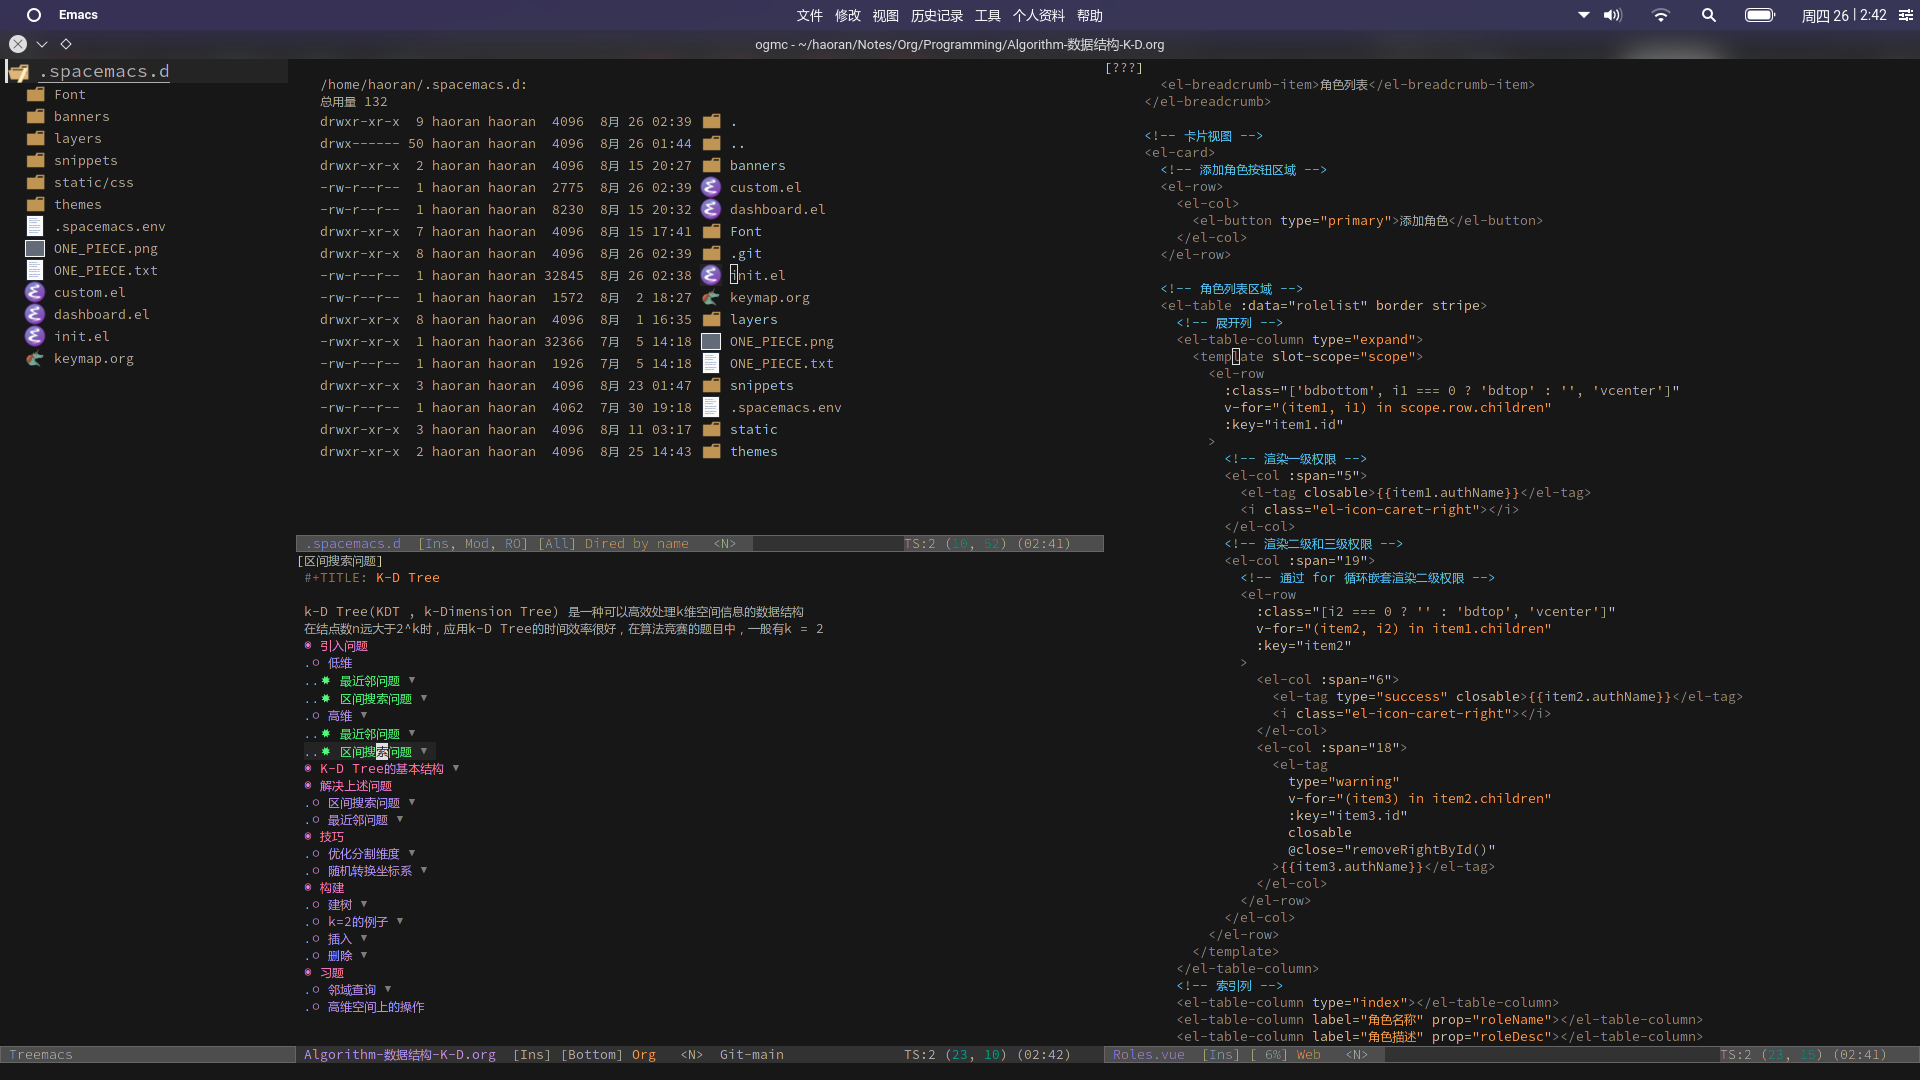 Emacs
文件 修改 视图 历史记录 工具 个人资料 帮助
周四 26 | 2:42
ogmc - ~/haoran/Notes/Org/Programming/Algorithm-数据结构-K-D.org
.spacemacs.d
Font
banners
layers
snippets
static/css
themes
.spacemacs.env
ONE_PIECE.png
ONE_PIECE.txt
custom.el
dashboard.el
init.el
keymap.org
Treemacs
/home/haoran/.spacemacs.d:
总用量 132
drwxr-xr-x 9 haoran haoran 4096 8月 26 02:39 .
drwx------ 50 haoran haoran 4096 8月 26 01:44 ..
drwxr-xr-x 2 haoran haoran 4096 8月 15 20:27 banners
-rw-r--r-- 1 haoran haoran 2775 8月 26 02:39 custom.el
-rw-r--r-- 1 haoran haoran 8230 8月 15 20:32 dashboard.el
drwxr-xr-x 7 haoran haoran 4096 8月 15 17:41 Font
drwxr-xr-x 8 haoran haoran 4096 8月 26 02:39 .git
-rw-r--r-- 1 haoran haoran 32845 8月 26 02:38 init.el
-rw-r--r-- 1 haoran haoran 1572 8月 2 18:27 keymap.org
drwxr-xr-x 8 haoran haoran 4096 8月 1 16:35 layers
-rwxr-xr-x 1 haoran haoran 32366 7月 5 14:18 ONE_PIECE.png
-rwxr-xr-x 1 haoran haoran 1926 7月 5 14:18 ONE_PIECE.txt
drwxr-xr-x 3 haoran haoran 4096 8月 23 01:47 snippets
-rw-r--r-- 1 haoran haoran 4062 7月 30 19:18 .spacemacs.env
drwxr-xr-x 3 haoran haoran 4096 8月 11 03:17 static
drwxr-xr-x 2 haoran haoran 4096 8月 25 14:43 themes
.spacemacs.d [Ins, Mod, RO] [All] Dired by name <N> TS:2 (10, 52) (02:41)
[区间搜索问题]
#+TITLE: K-D Tree
k-D Tree(KDT , k-Dimension Tree) 是一种可以高效处理k维空间信息的数据结构
在结点数n远大于2^k时，应用k-D Tree的时间效率很好，在算法竞赛的题目中，一般有k = 2
◉ 引入问题
.○ 低维
..✸ 最近邻问题 ▼
..✸ 区间搜索问题 ▼
.○ 高维 ▼
..✸ 最近邻问题 ▼
..✸ 区间搜索问题 ▼
◉ K-D Tree的基本结构 ▼
◉ 解决上述问题
.○ 区间搜索问题 ▼
.○ 最近邻问题 ▼
◉ 技巧
.○ 优化分割维度 ▼
.○ 随机转换坐标系 ▼
◉ 构建
.○ 建树 ▼
.○ k=2的例子 ▼
.○ 插入 ▼
.○ 删除 ▼
◉ 习题
.○ 邻域查询 ▼
.○ 高维空间上的操作
Algorithm-数据结构-K-D.org [Ins] [Bottom] Org <N> Git-main TS:2 (23, 10) (02:42)
[???]
<el-breadcrumb-item>角色列表</el-breadcrumb-item>
</el-breadcrumb>
<!-- 卡片视图 -->
<el-card>
<!-- 添加角色按钮区域 -->
<el-row>
<el-col>
<el-button type="primary">添加角色</el-button>
</el-col>
</el-row>
<!-- 角色列表区域 -->
<el-table :data="rolelist" border stripe>
<!-- 展开列 -->
<el-table-column type="expand">
<template slot-scope="scope">
<el-row
:class="['bdbottom', i1 === 0 ? 'bdtop' : '', 'vcenter']"
v-for="(item1, i1) in scope.row.children"
:key="item1.id"
>
<!-- 渲染一级权限 -->
<el-col :span="5">
<el-tag closable>{{item1.authName}}</el-tag>
<i class="el-icon-caret-right"></i>
</el-col>
<!-- 渲染二级和三级权限 -->
<el-col :span="19">
<!-- 通过 for 循环嵌套渲染二级权限 -->
<el-row
:class="[i2 === 0 ? '' : 'bdtop', 'vcenter']"
v-for="(item2, i2) in item1.children"
:key="item2"
>
<el-col :span="6">
<el-tag type="success" closable>{{item2.authName}}</el-tag>
<i class="el-icon-caret-right"></i>
</el-col>
<el-col :span="18">
<el-tag
type="warning"
v-for="(item3) in item2.children"
:key="item3.id"
closable
@close="removeRightById()"
>{{item3.authName}}</el-tag>
</el-col>
</el-row>
</el-col>
</el-row>
</template>
</el-table-column>
<!-- 索引列 -->
<el-table-column type="index"></el-table-column>
<el-table-column label="角色名称" prop="roleName"></el-table-column>
<el-table-column label="角色描述" prop="roleDesc"></el-table-column>
Roles.vue [Ins] [ 6%] Web <N> TS:2 (23, 15) (02:41)